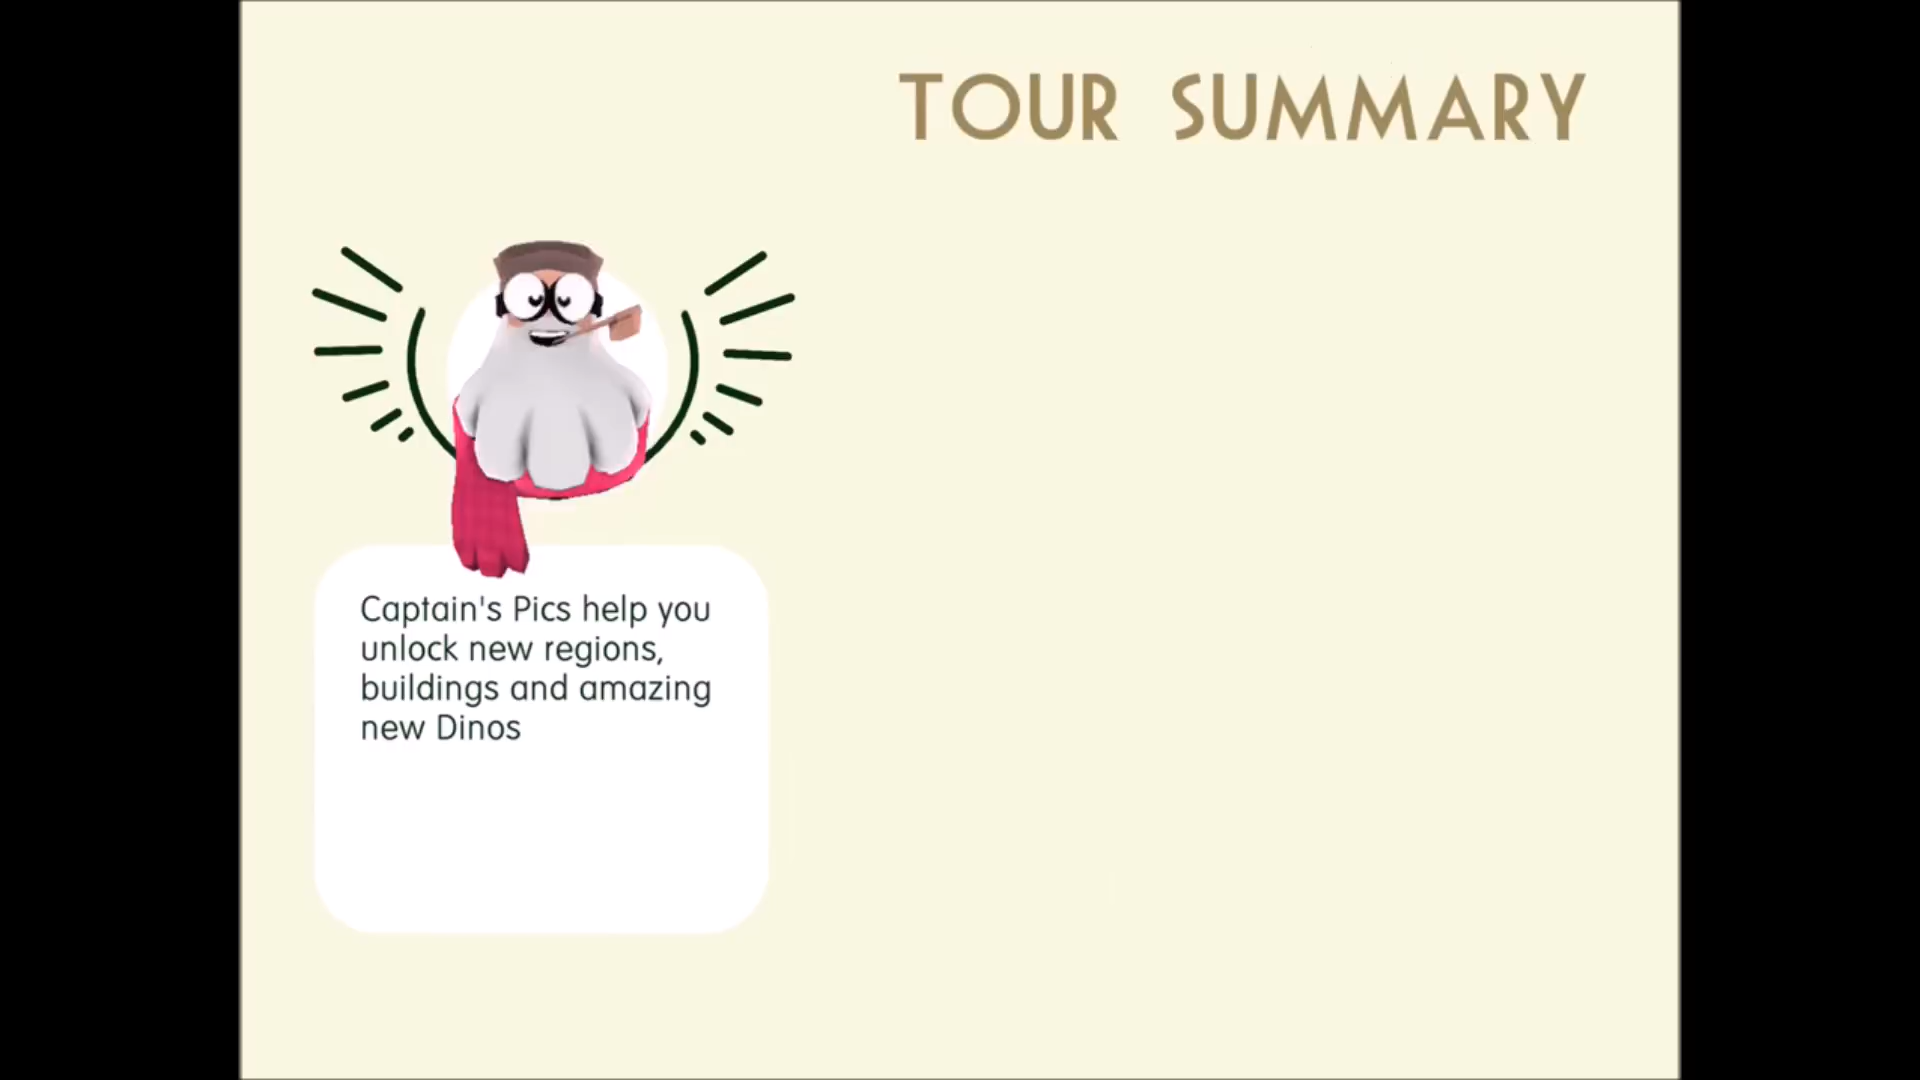 TOUR SUMMARY
Captain's Pics help you
unlock new regions,
buildings and amazing
new Dinos